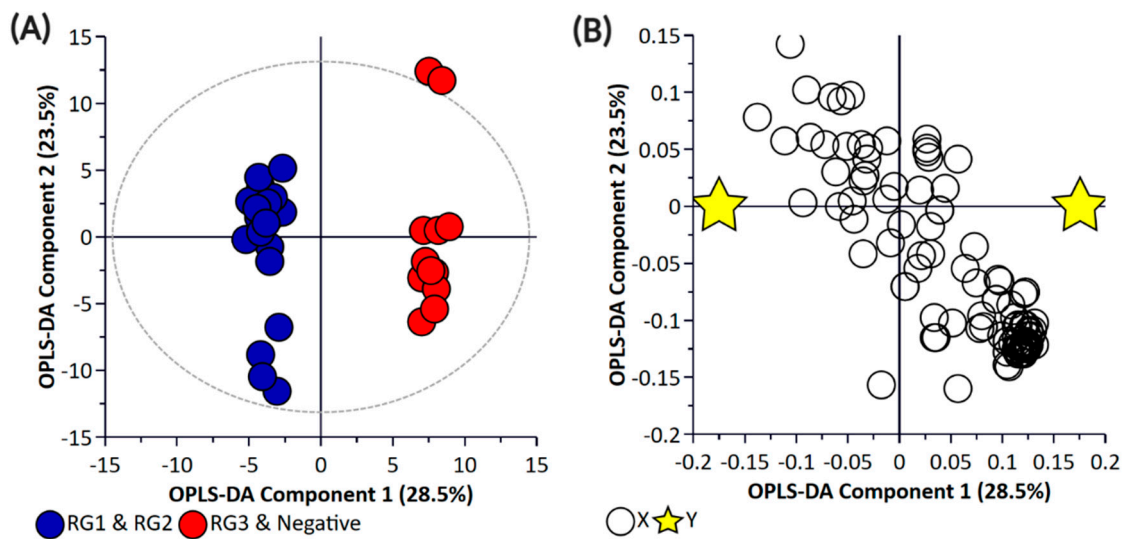 (A)
15
10
5
0
-5
-10
-15
OPLS-DA Component 2 (23.5%)
-15 -10 -5 0 5 10 15
OPLS-DA Component 1 (28.5%)
RG1 & RG2 RG3 & Negative
(B)
0.15
0.1
0.05
0
-0.05
-0.1
-0.15
-0.2
OPLS-DA Component 2 (23.5%)
-0.2 -0.15 -0.1 -0.05 0 0.05 0.1 0.15 0.2
OPLS-DA Component 1 (28.5%)
X Y